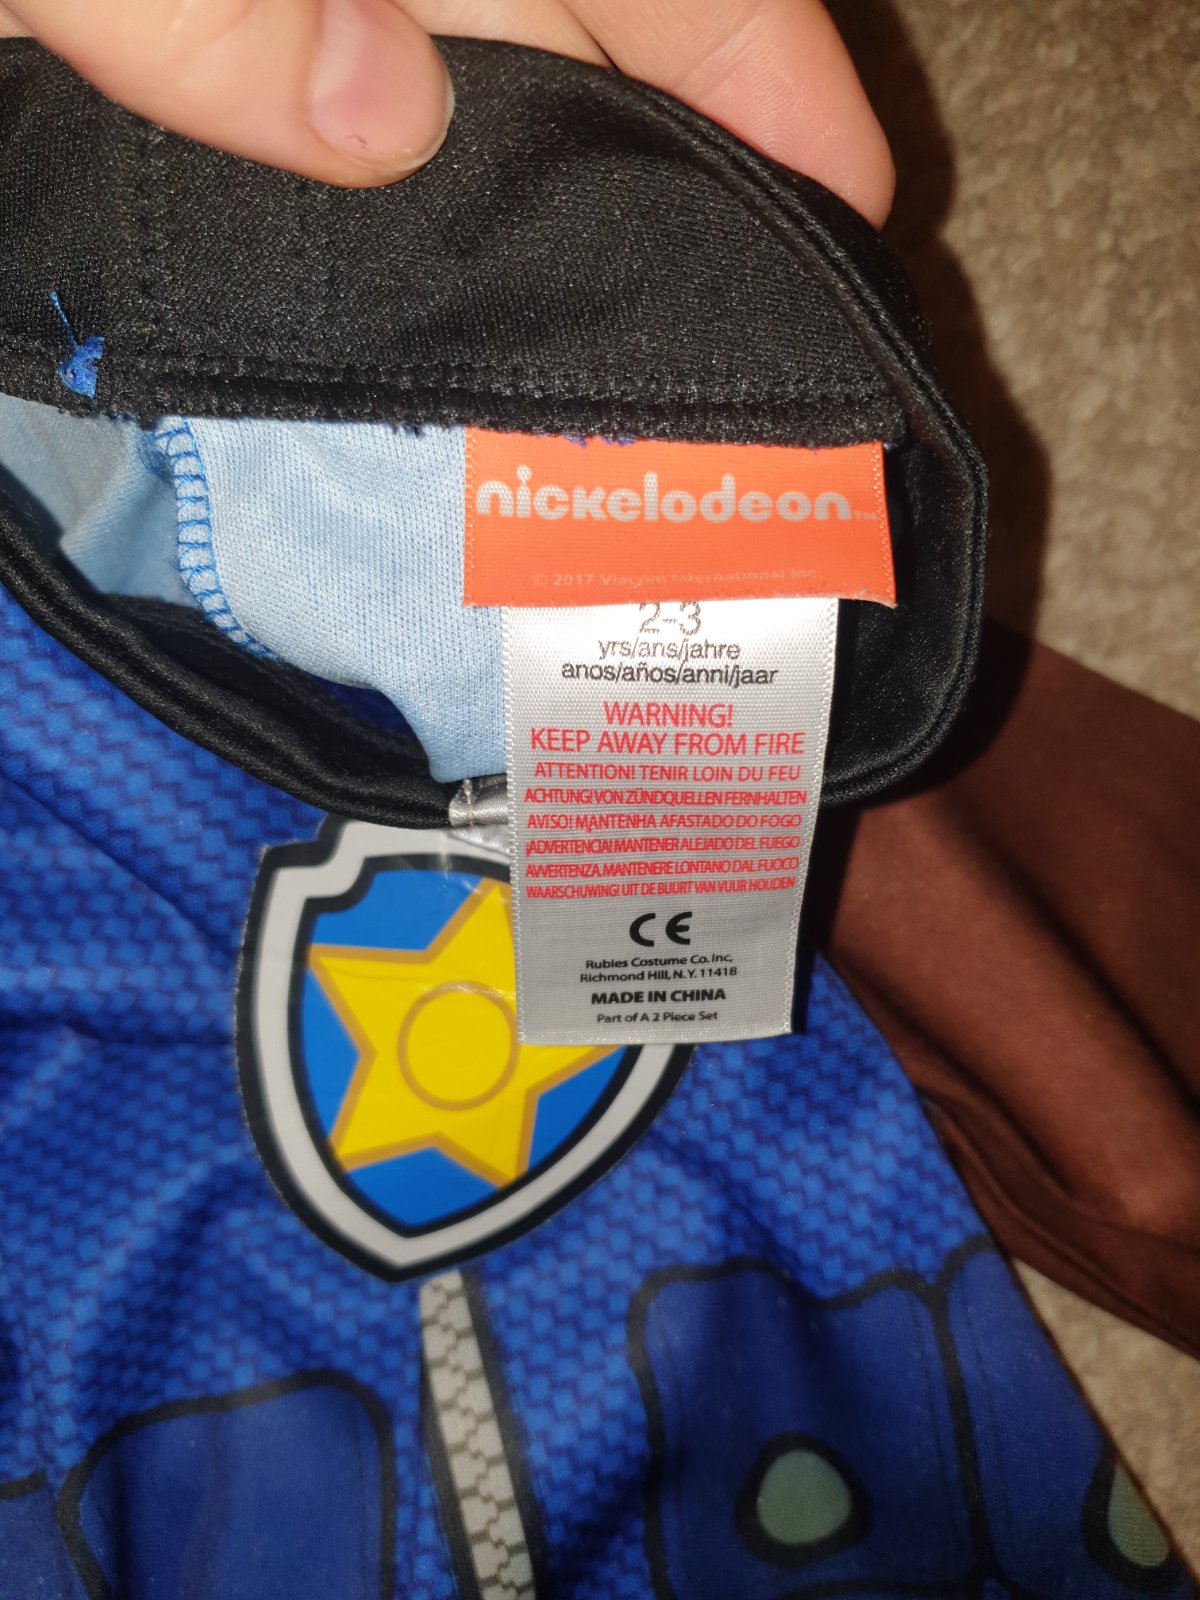 nickelodeon™
© 2017 Viacom International Inc.
2-3
yrs/ans/jahre
anos/años/anni/jaar
WARNING!
KEEP AWAY FROM FIRE
ATTENTION! TENIR LOIN DU FEU
ACHTUNG! VON ZÜNDQUELLEN FERNHALTEN
AVISO! MANTENHA AFASTADO DO FOGO
¡ADVERTENCIA! MANTENER ALEJADO DEL FUEGO
AVVERTENZA. MANTENERE LONTANO DAL FUOCO
WAARSCHUWING! UIT DE BUURT VAN VUUR HOUDEN
CE
Rubies Costume Co. Inc.
Richmond Hill, N.Y. 11418
MADE IN CHINA
Part of A 2 Piece Set